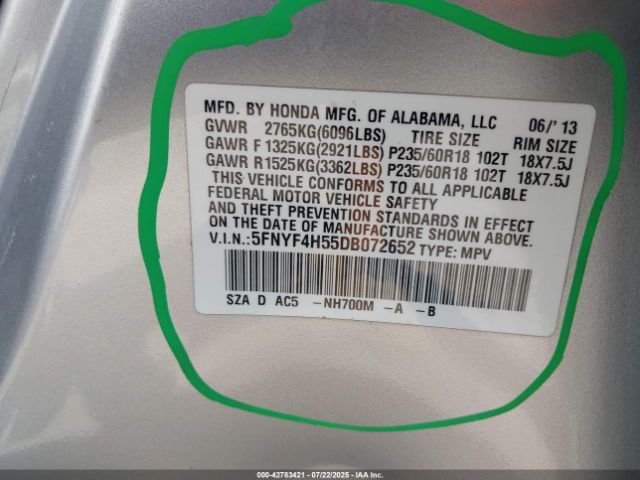 MFD. BY HONDA MFG. OF ALABAMA, LLC 06/'13
GVWR 2765KG(6096LBS) TIRE SIZE RIM SIZE
GAWR F 1325KG(2921LBS) P235/60R18 102T 18X7.5J
GAWR R1525KG(3362LBS) P235/60R18 102T 18X7.5J
THIS VEHICLE CONFORMS TO ALL APPLICABLE
FEDERAL MOTOR VEHICLE SAFETY
AND THEFT PREVENTION STANDARDS IN EFFECT
ON THE DATE OF MANUFACTURE SHOWN ABOVE.
V.I.N.:5FNYF4H55DB072652 TYPE: MPV
SZA D AC5 -NH700M -A -B
000-42783421 - 07/22/2025 - IAAI.COM